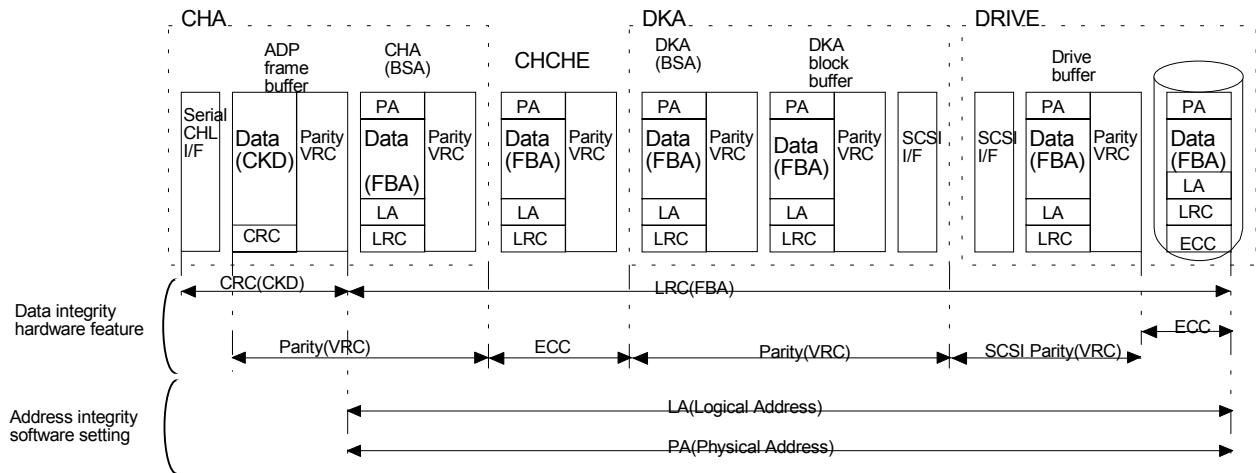 CHA
DKA
DRIVE
ADP
frame
buffer
CHA
(BSA)
CHCHE
DKA
(BSA)
DKA
block
buffer
Drive
buffer
Serial
CHL
I/F
Data
(CKD)
CRC
Parity
VRC
PA
Data
(FBA)
LA
LRC
Parity
VRC
PA
Data
(FBA)
LA
LRC
Parity
VRC
PA
Data
(FBA)
LA
LRC
Parity
VRC
PA
Data
(FBA)
LA
LRC
Parity
VRC
SCSI
I/F
SCSI
I/F
PA
Data
(FBA)
LA
LRC
Parity
VRC
PA
Data
(FBA)
LA
LRC
ECC
Data integrity
hardware feature
CRC(CKD)
LRC(FBA)
ECC
Parity(VRC)
ECC
Parity(VRC)
SCSI Parity(VRC)
Address integrity
software setting
LA(Logical Address)
PA(Physical Address)